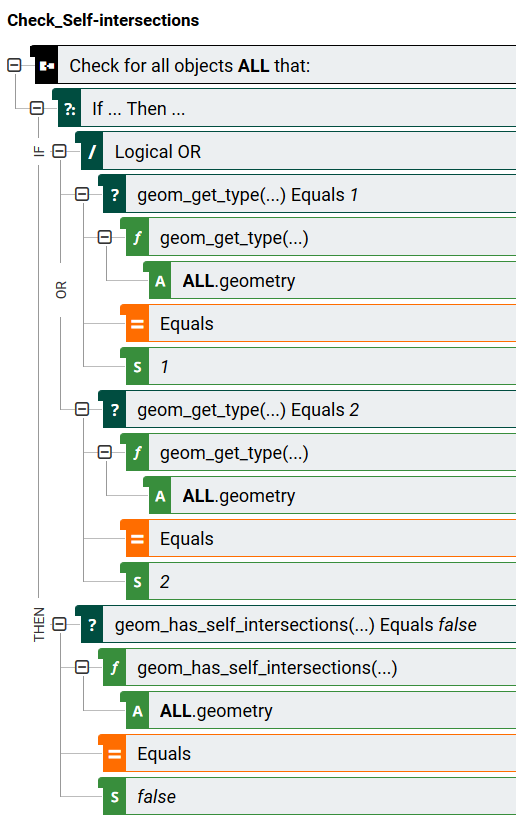 Check_Self-intersections
Check for all objects ALL that:
?: If ... Then ...
IF
/ Logical OR
? geom_get_type(...) Equals 1
f geom_get_type(...)
A ALL.geometry
OR
= Equals
S 1
? geom_get_type(...) Equals 2
f geom_get_type(...)
A ALL.geometry
= Equals
S 2
THEN
? geom_has_self_intersections(...) Equals false
f geom_has_self_intersections(...)
A ALL.geometry
= Equals
S false